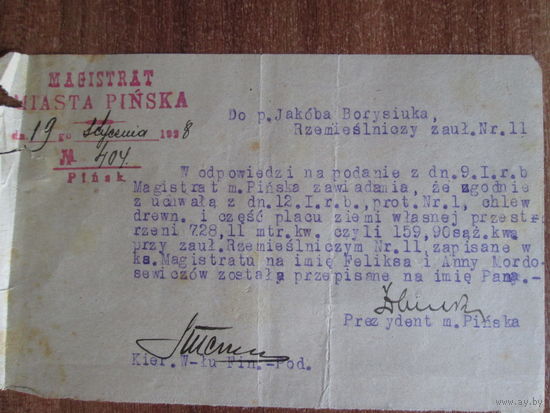 MAGISTRAT
MIASTA PIŃSKA
dn. 19 go stycznia 1928
№ 404.
Pińsk
Do p. Jakóba Borysiuka,
Rzemieślniczy zauł. Nr. 11
W odpowiedzi na podanie z dn. 9. I. r. b
Magistrat m. Pińska zawiadamia, że zgodnie
z uchwałą z dn. 12. I. r. b., prot. Nr. 1, chlew
drewn. i część placu ziemi własnej przest-
rzeni 728,11 mtr. kw. czyli 159,90 sąż. kw.
przy zauł. Rzemieślniczym Nr. 11, zapisane w
ks. Magistratu na imię Feliksa i Anny Mordo-
sewiczów zostałą przepisane na imię Pana.-
Prezydent m. Pińska
Kier. W-łu Fin.-Pod.
www.ay.by